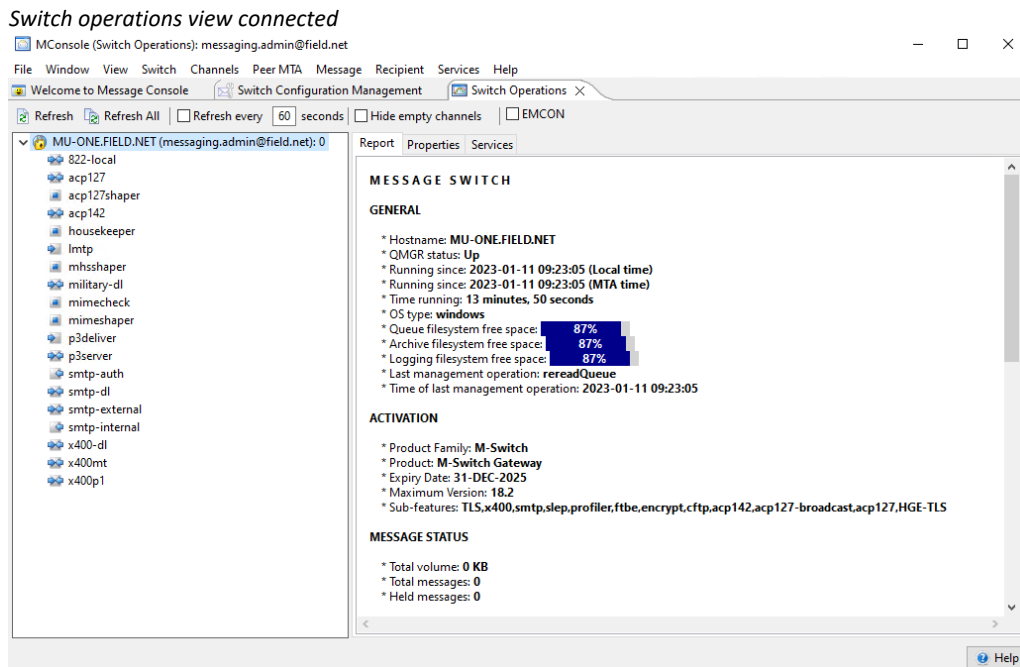 Switch operations view connected
MConsole (Switch Operations): messaging.admin@field.net
File Window View Switch Channels Peer MTA Message Recipient Services Help
Welcome to Message Console Switch Configuration Management Switch Operations
Refresh Refresh All Refresh every 60 seconds Hide empty channels EMCON
MU-ONE.FIELD.NET (messaging.admin@field.net): 0
822-local
acp127
acp127shaper
acp142
housekeeper
lmtp
mhsshaper
military-dl
mimecheck
mimeshaper
p3deliver
p3server
smtp-auth
smtp-dl
smtp-external
smtp-internal
x400-dl
x400mt
x400p1
Report Properties Services
MESSAGE SWITCH
GENERAL
* Hostname: MU-ONE.FIELD.NET
* QMGR status: Up
* Running since: 2023-01-11 09:23:05 (Local time)
* Running since: 2023-01-11 09:23:05 (MTA time)
* Time running: 13 minutes, 50 seconds
* OS type: windows
* Queue filesystem free space: 87%
* Archive filesystem free space: 87%
* Logging filesystem free space: 87%
* Last management operation: rereadQueue
* Time of last management operation: 2023-01-11 09:23:05
ACTIVATION
* Product Family: M-Switch
* Product: M-Switch Gateway
* Expiry Date: 31-DEC-2025
* Maximum Version: 18.2
* Sub-features: TLS,x400,smtp,slep,profiler,ftbe,encrypt,cftp,acp142,acp127-broadcast,acp127,HGE-TLS
MESSAGE STATUS
* Total volume: 0 KB
* Total messages: 0
* Held messages: 0
Help